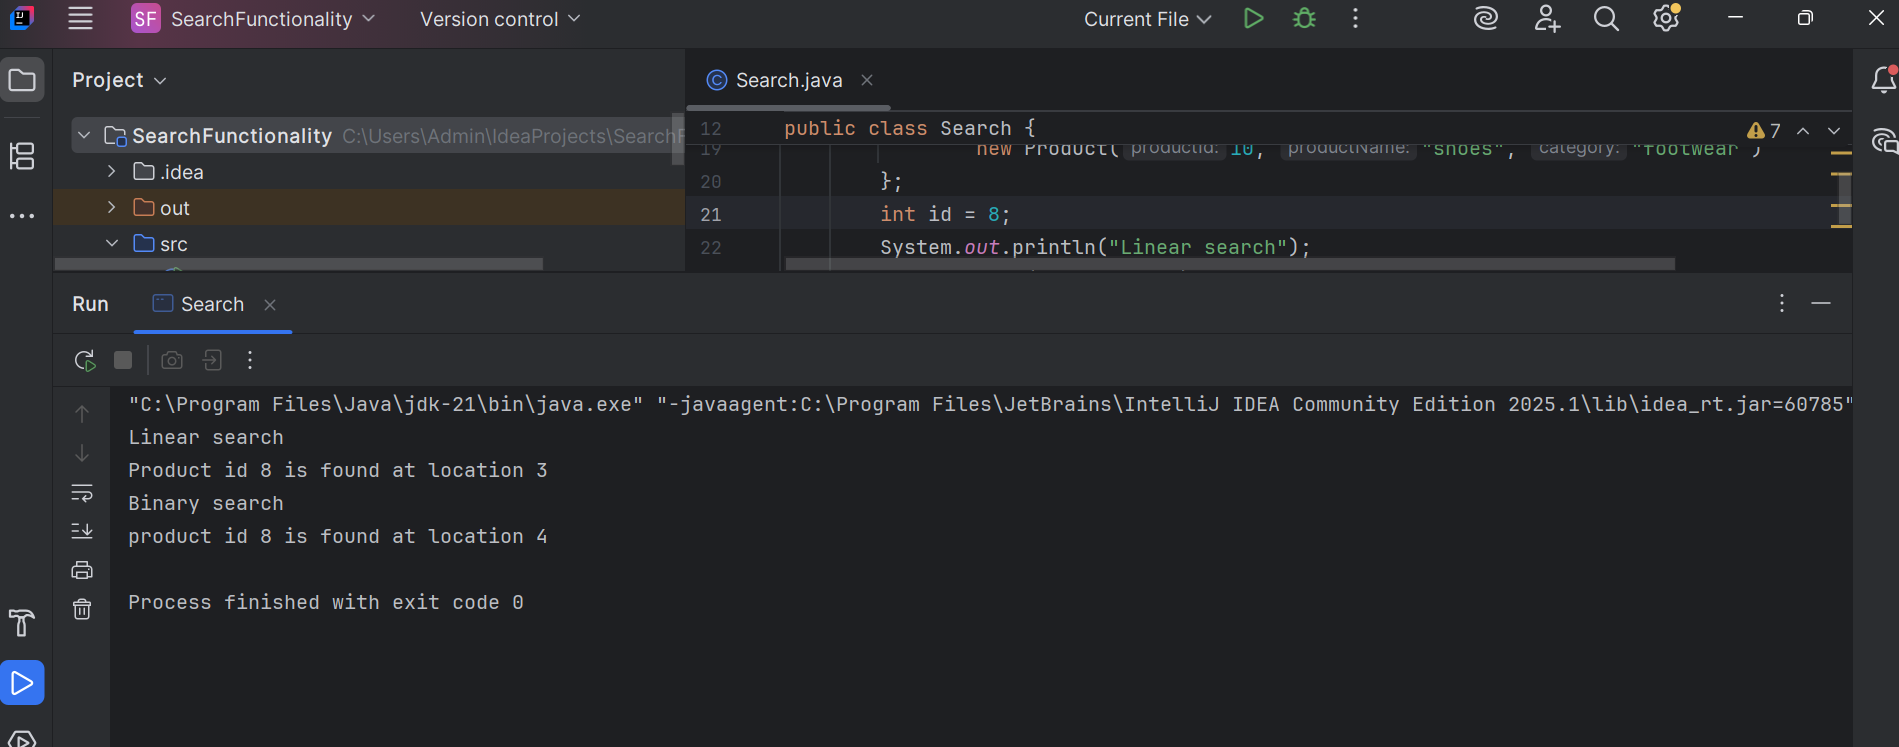 SF SearchFunctionality Version control Current File
Project
SearchFunctionality C:\Users\Admin\IdeaProjects\SearchF
.idea
out
src
Search.java
12 public class Search {
7
19 new Product( productId: 10, productName: "shoes", category: "footwear")
20 };
21 int id = 8;
22 System.out.println("Linear search");
Run Search
"C:\Program Files\Java\jdk-21\bin\java.exe" "-javaagent:C:\Program Files\JetBrains\IntelliJ IDEA Community Edition 2025.1\lib\idea_rt.jar=60785"
Linear search
Product id 8 is found at location 3
Binary search
product id 8 is found at location 4
Process finished with exit code 0